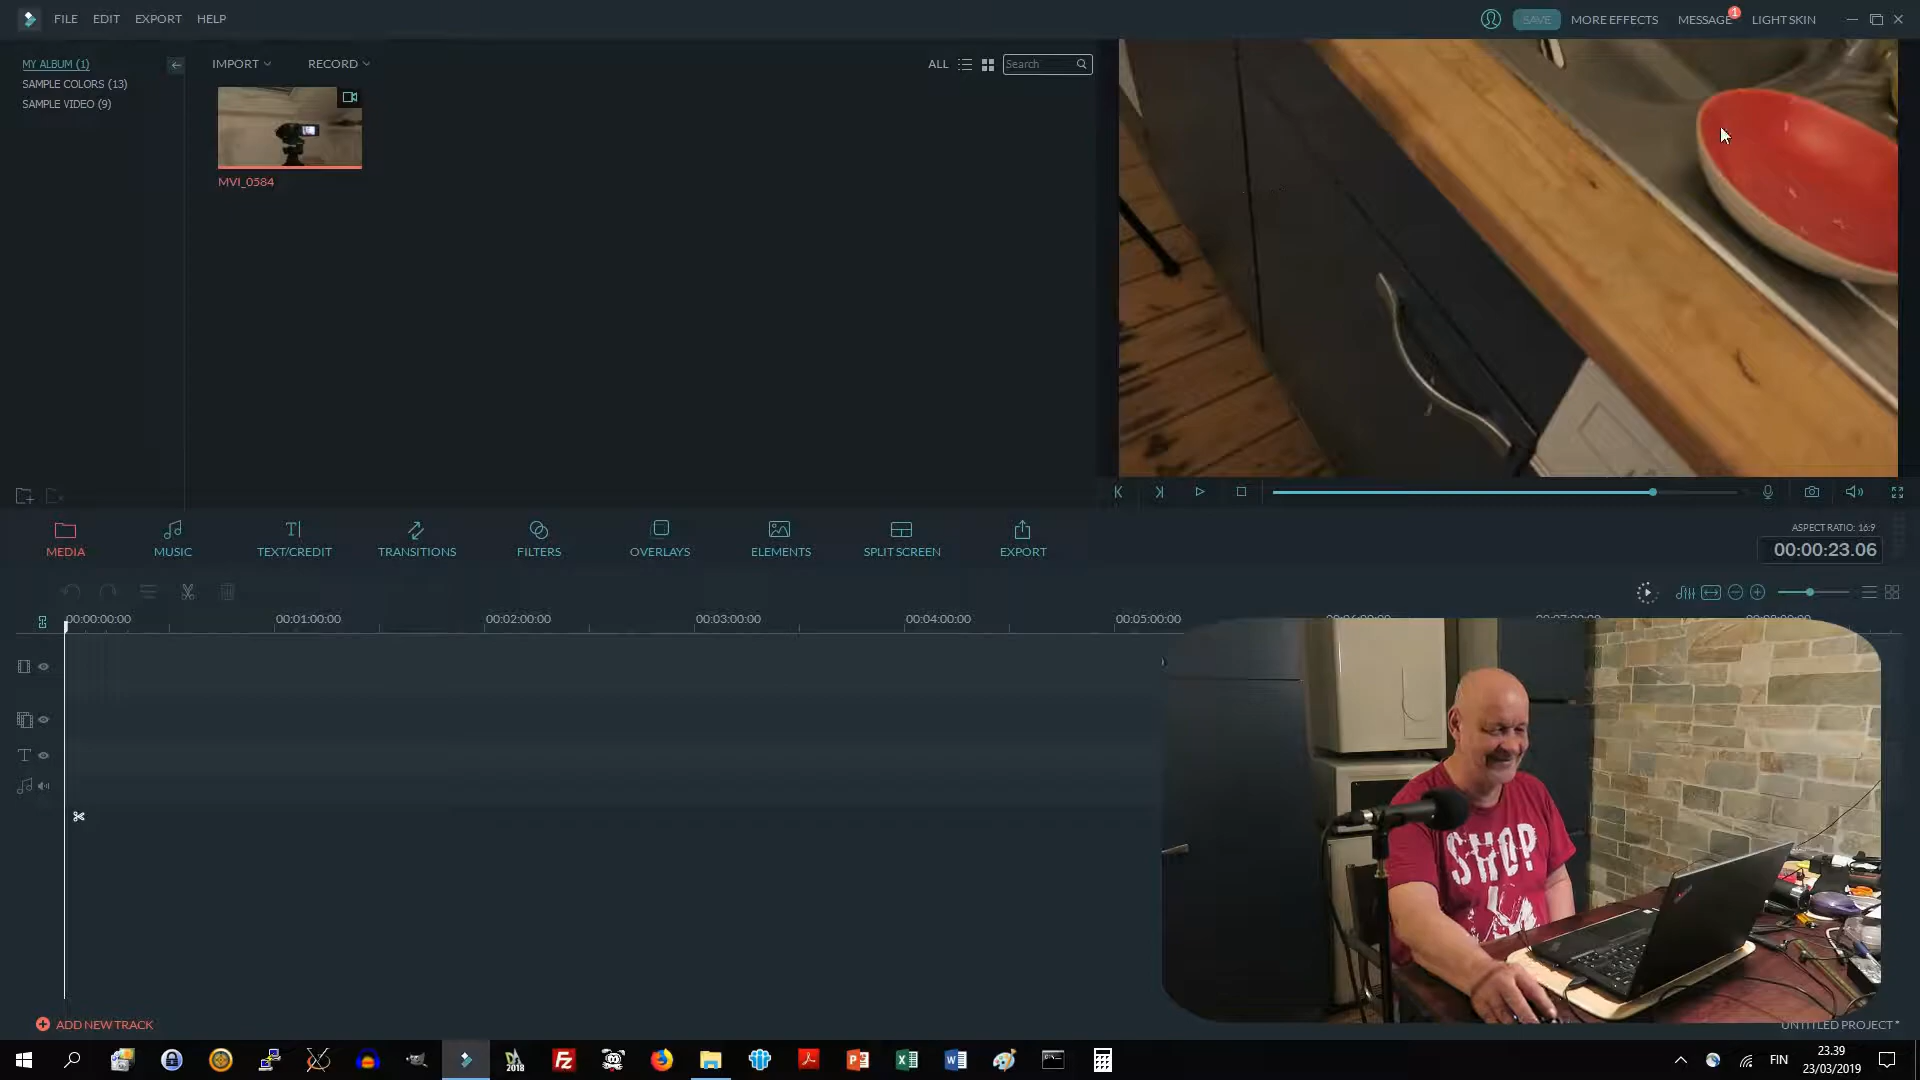 FILE EDIT EXPORT HELP
SAVE MORE EFFECTS MESSAGE 1 LIGHT SKIN
MY ALBUM (1)
SAMPLE COLORS (13)
SAMPLE VIDEO (9)
IMPORT RECORD ALL Search
MVI_0584
MEDIA MUSIC TEXT/CREDIT TRANSITIONS FILTERS OVERLAYS ELEMENTS SPLIT SCREEN EXPORT
ASPECT RATIO: 16:9
00:00:23.06
00:00:00:00 00:01:00:00 00:02:00:00 00:03:00:00 00:04:00:00 00:05:00:00
SHOP
ADD NEW TRACK
UNTITLED PROJECT*
2018
FIN
23.39
23/03/2019